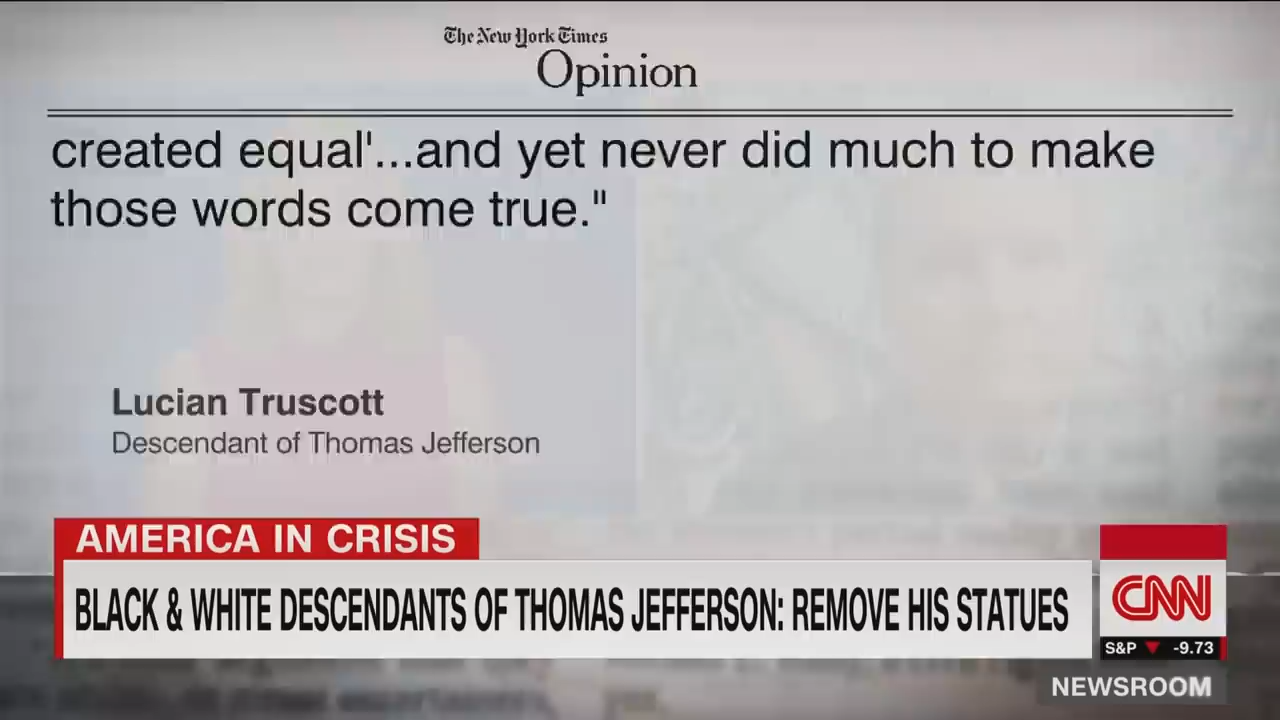 The New York Times
Opinion
created equal'...and yet never did much to make
those words come true."
Lucian Truscott
Descendant of Thomas Jefferson
AMERICA IN CRISIS
BLACK & WHITE DESCENDANTS OF THOMAS JEFFERSON: REMOVE HIS STATUES
CNN
S&P ▼ -9.73
NEWSROOM